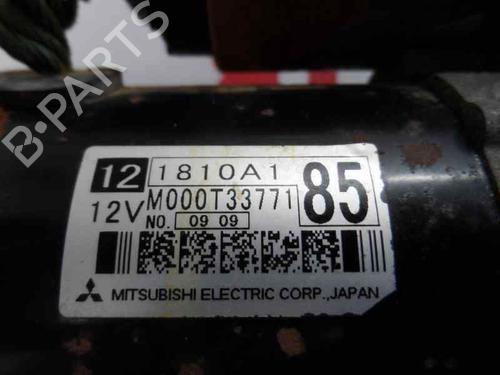 B-PARTS
12 1810A1
12V M000T33771 85
NO. 09 09
MITSUBISHI ELECTRIC CORP., JAPAN